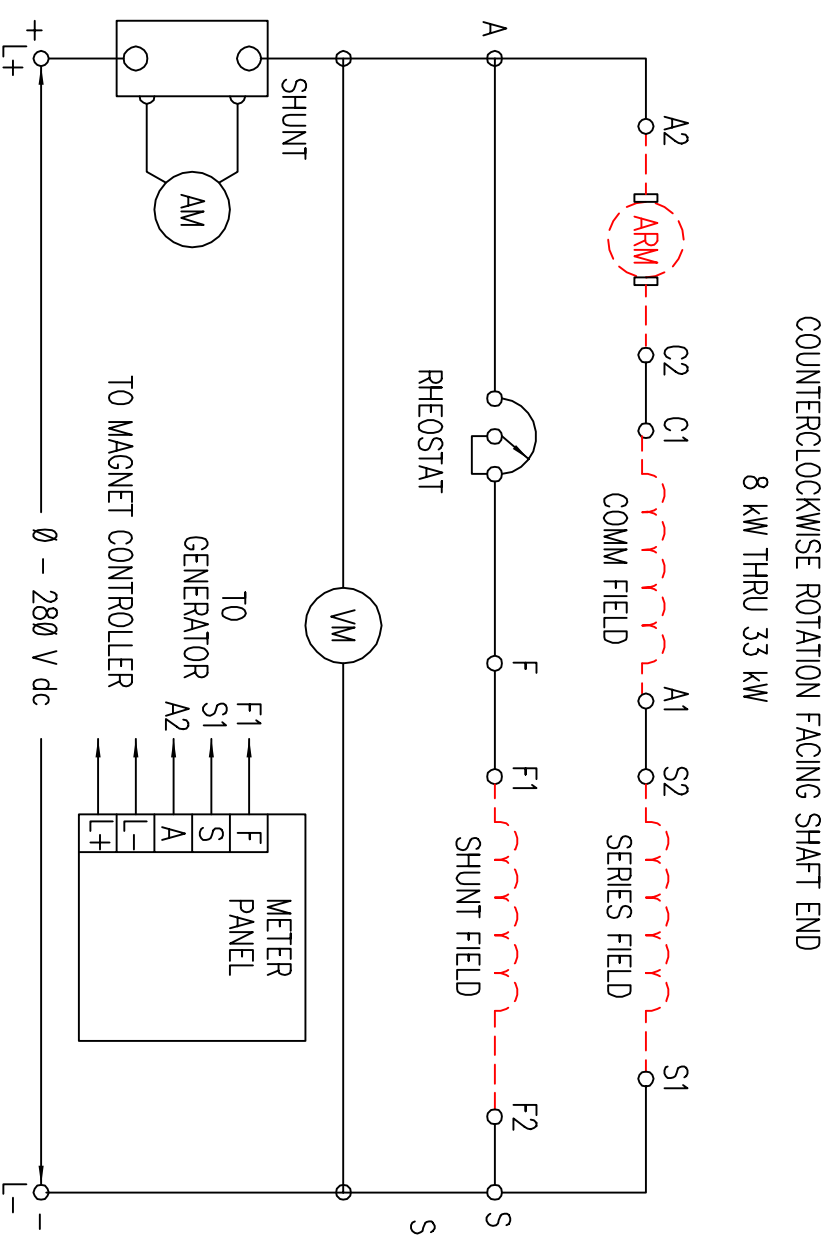 COUNTERCLOCKWISE ROTATION FACING SHAFT END
8 kW THRU 33 kW
A2
ARM
C2
C1
COMM FIELD
A1
S2
SERIES FIELD
S1
A
RHEOSTAT
F
F1
SHUNT FIELD
F2
S
S
VM
SHUNT
AM
TO
GENERATOR
F1
S1
A2
TO MAGNET CONTROLLER
F
S
A
L-
L+
METER
PANEL
+
L+
Ø - 28Ø V dc
-
L-